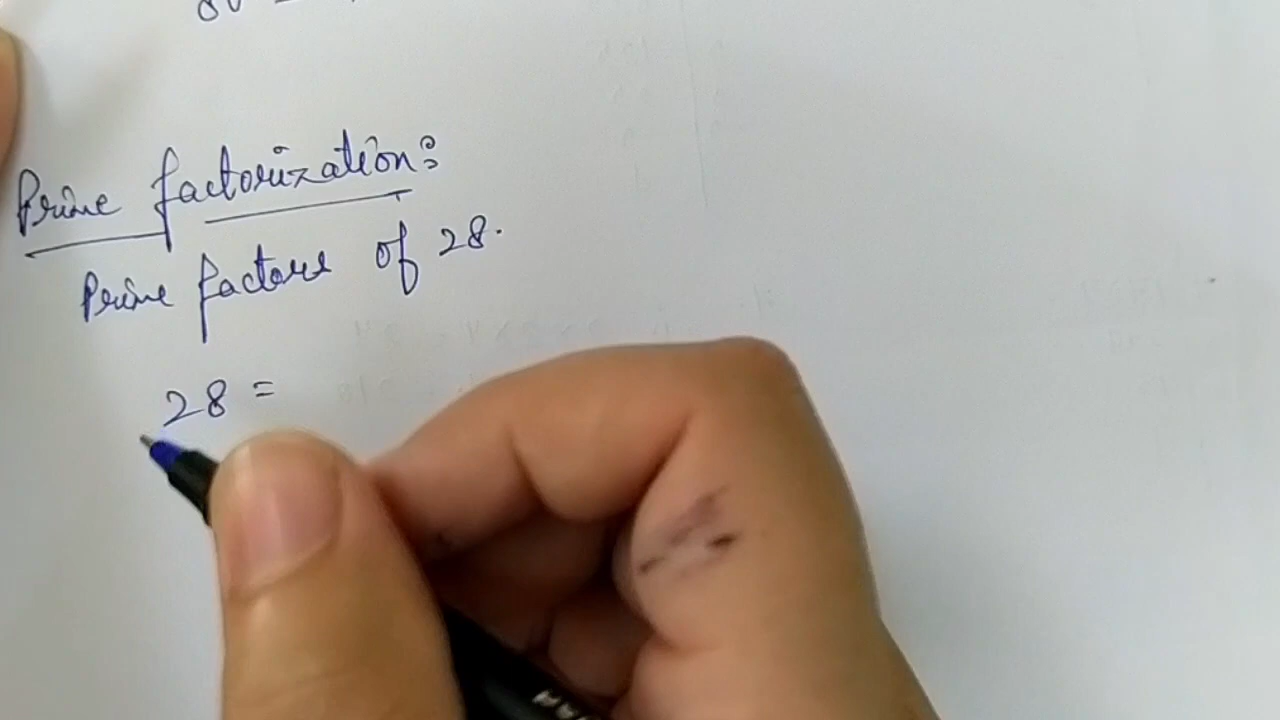 Prime factorization:
Prime factors of 28.
28 =